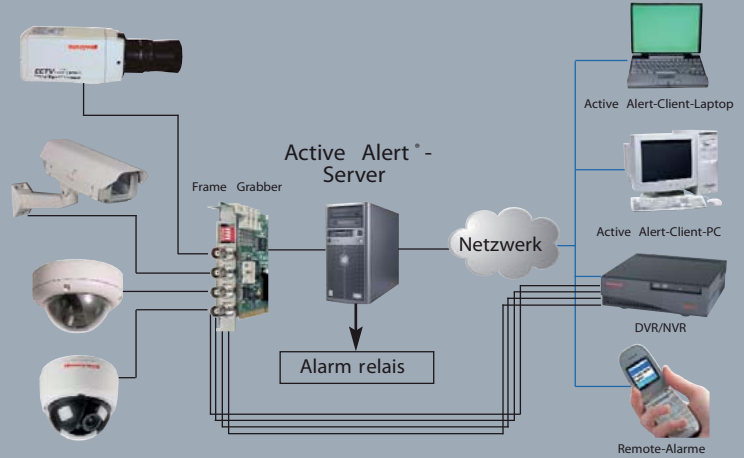 Honeywell
CCTV
Active Alert-Client-Laptop
Active Alert® -
Server
Frame Grabber
Netzwerk
Active Alert-Client-PC
DVR/NVR
Alarm relais
Remote-Alarme